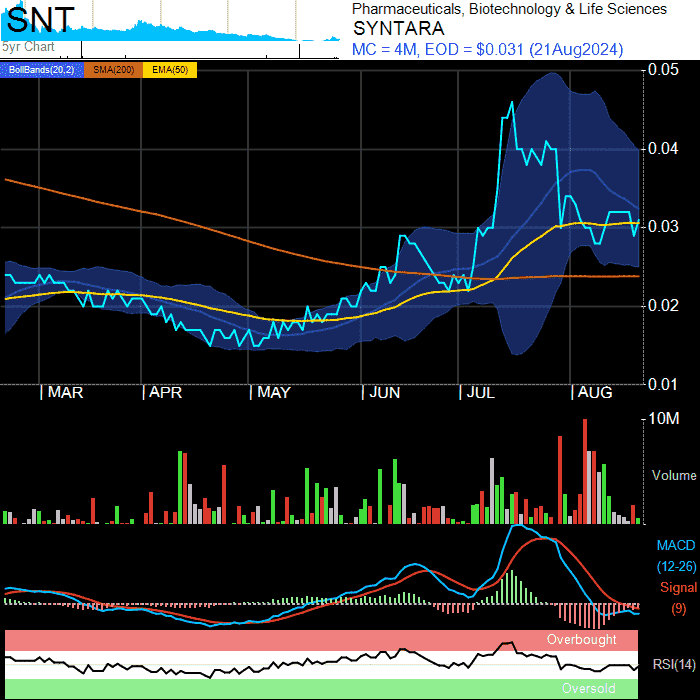 SNT
5yr Chart
Pharmaceuticals, Biotechnology & Life Sciences
SYNTARA
MC = 4M, EOD = $0.031 (21Aug2024)
BollBands(20,2) SMA(200) EMA(50)
0.05
0.04
0.03
0.02
0.01
MAR APR MAY JUN JUL AUG
10M
Volume
MACD
(12-26)
Signal
(9)
Overbought
RSI(14)
Oversold